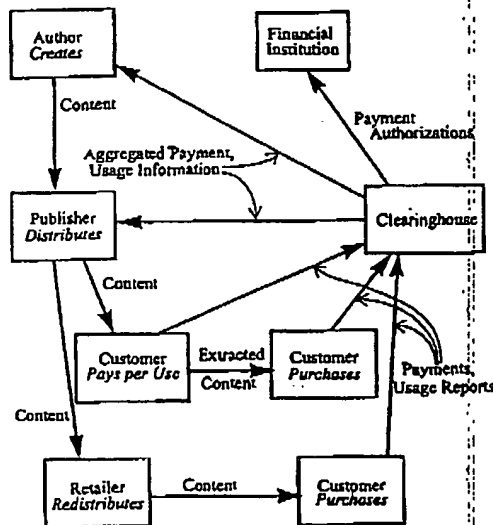 Author
Creates
Financial
Institution
Content
Payment
Authorizations
Aggregated Payment,
Usage Information
Publisher
Distributes
Clearinghouse
Content
Customer
Pays per Use
Extracted
Content
Customer
Purchases
Payments,
Usage Reports
Content
Retailer
Redistributes
Content
Customer
Purchases